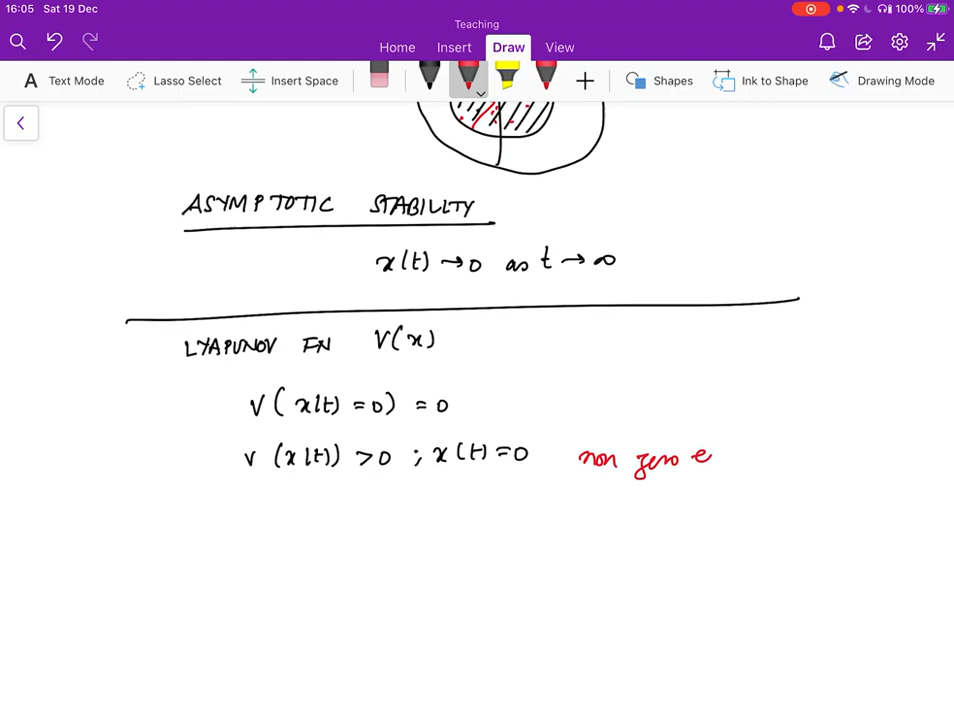 16:05 Sat 19 Dec
100%
Teaching
Home Insert Draw View
A Text Mode Lasso Select Insert Space Shapes Ink to Shape Drawing Mode
ASYMPTOTIC STABILITY
x(t) → 0 as t → ∞
LYAPUNOV FN V(x)
V(x(t) = 0) = 0
V(x(t)) > 0 ; x(t) = 0 non zero e